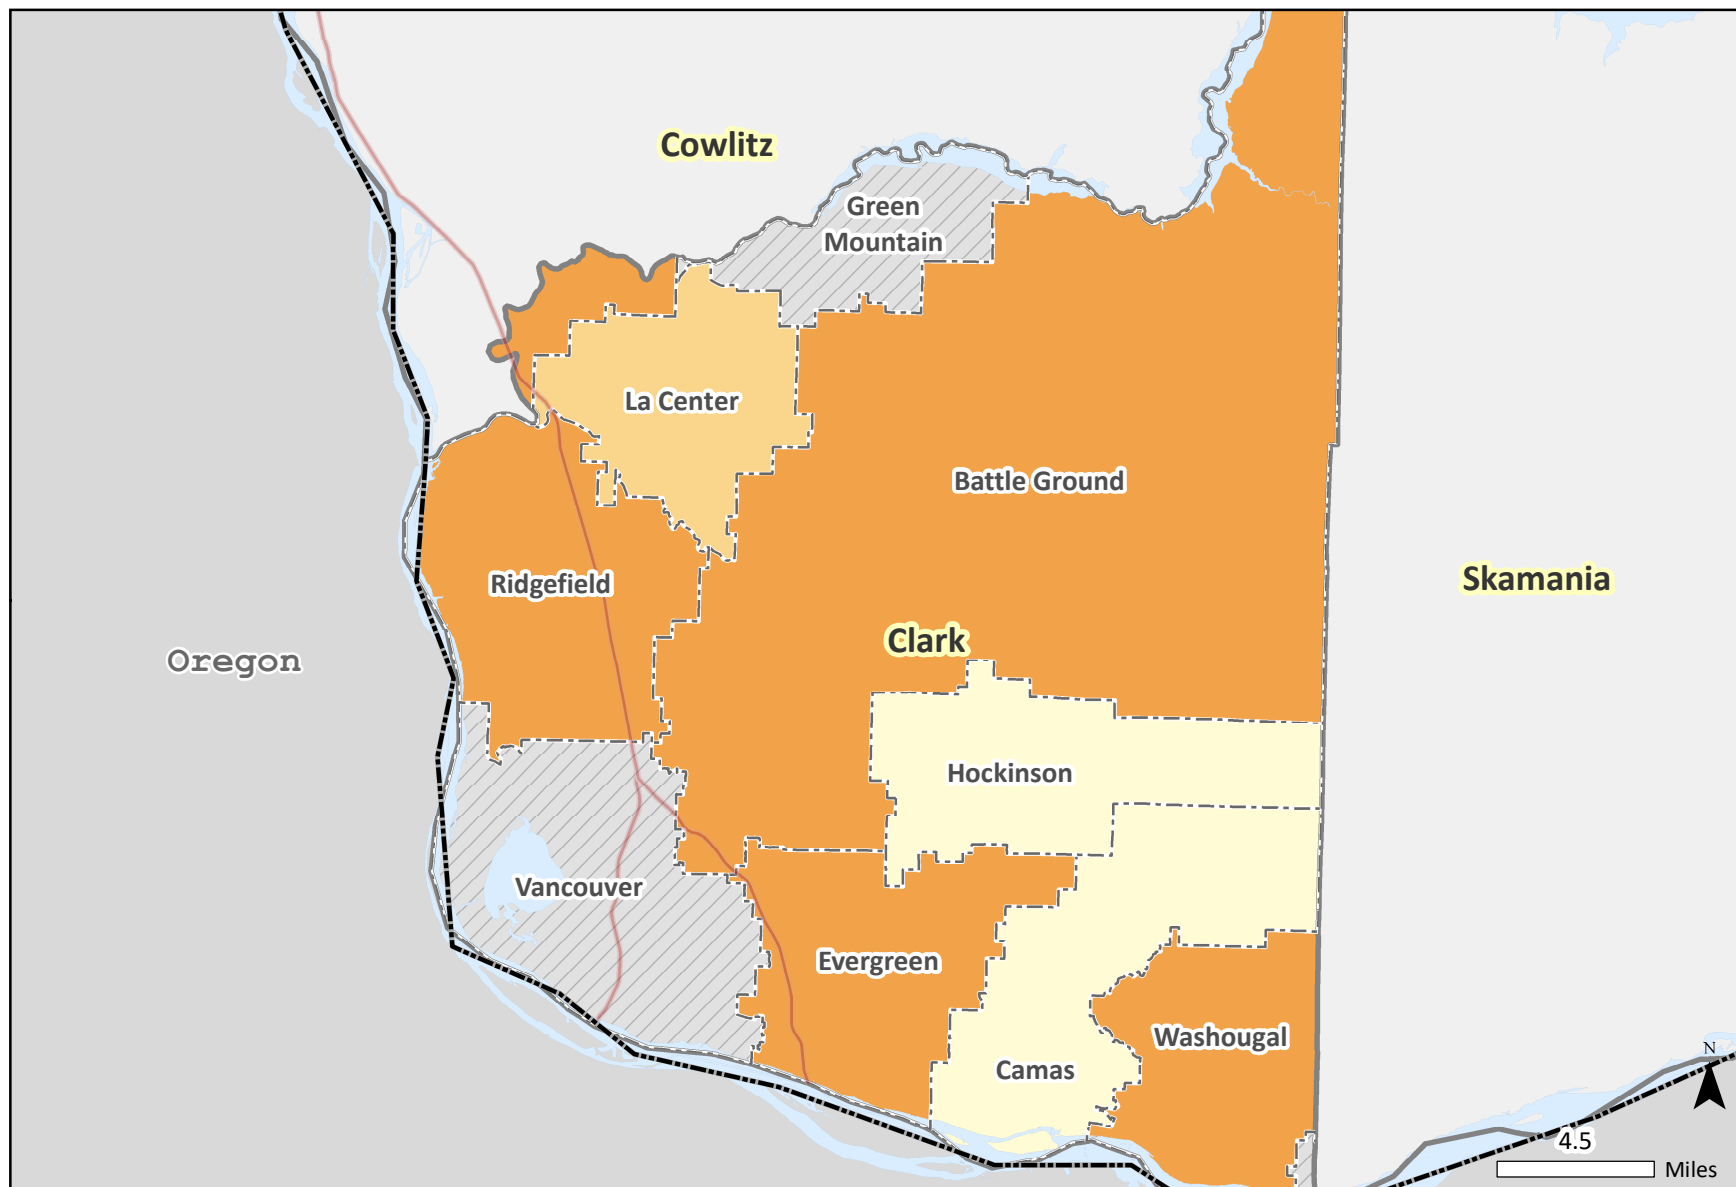 Cowlitz
Green
Mountain
La Center
Battle Ground
Ridgefield
Skamania
Clark
Oregon
Hockinson
Vancouver
Evergreen
Washougal
Camas
N
4.5
Miles